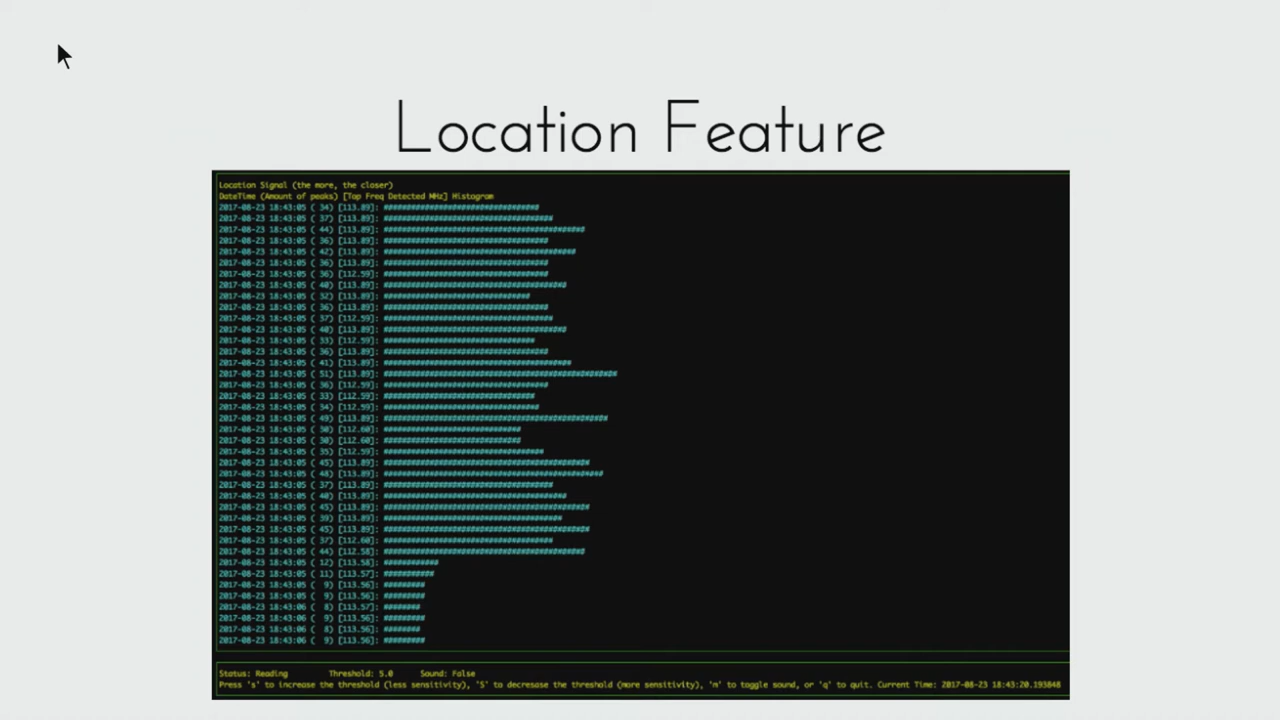 Location Feature
Location Signal (the more, the closer)
DateTime (Amount of peaks) [Top Freq Detected MHz] Histogram
2017-08-23 18:43:05 ( 34) [113.89]: ##################################
2017-08-23 18:43:05 ( 37) [113.89]: #####################################
2017-08-23 18:43:05 ( 44) [113.89]: ############################################
2017-08-23 18:43:05 ( 36) [113.89]: ####################################
2017-08-23 18:43:05 ( 42) [113.89]: ##########################################
2017-08-23 18:43:05 ( 36) [113.89]: ####################################
2017-08-23 18:43:05 ( 36) [112.59]: ####################################
2017-08-23 18:43:05 ( 40) [113.89]: ########################################
2017-08-23 18:43:05 ( 32) [113.89]: ################################
2017-08-23 18:43:05 ( 36) [113.89]: ####################################
2017-08-23 18:43:05 ( 37) [112.59]: #####################################
2017-08-23 18:43:05 ( 40) [113.89]: ########################################
2017-08-23 18:43:05 ( 33) [112.59]: #################################
2017-08-23 18:43:05 ( 36) [113.89]: ####################################
2017-08-23 18:43:05 ( 41) [113.89]: #########################################
2017-08-23 18:43:05 ( 51) [113.89]: ###################################################
2017-08-23 18:43:05 ( 36) [112.59]: ####################################
2017-08-23 18:43:05 ( 33) [112.59]: #################################
2017-08-23 18:43:05 ( 34) [112.59]: ##################################
2017-08-23 18:43:05 ( 49) [113.89]: #################################################
2017-08-23 18:43:05 ( 30) [112.60]: ##############################
2017-08-23 18:43:05 ( 30) [112.60]: ##############################
2017-08-23 18:43:05 ( 35) [112.59]: ###################################
2017-08-23 18:43:05 ( 45) [113.89]: #############################################
2017-08-23 18:43:05 ( 48) [113.89]: ################################################
2017-08-23 18:43:05 ( 37) [113.89]: #####################################
2017-08-23 18:43:05 ( 40) [113.89]: ########################################
2017-08-23 18:43:05 ( 45) [113.89]: #############################################
2017-08-23 18:43:05 ( 39) [113.89]: #######################################
2017-08-23 18:43:05 ( 45) [113.89]: #############################################
2017-08-23 18:43:05 ( 37) [112.60]: #####################################
2017-08-23 18:43:05 ( 44) [112.58]: ############################################
2017-08-23 18:43:05 ( 12) [113.58]: ############
2017-08-23 18:43:05 ( 11) [113.57]: ###########
2017-08-23 18:43:05 (  9) [113.56]: #########
2017-08-23 18:43:05 (  9) [113.56]: #########
2017-08-23 18:43:06 (  8) [113.57]: ########
2017-08-23 18:43:06 (  9) [113.56]: #########
2017-08-23 18:43:06 (  8) [113.56]: ########
2017-08-23 18:43:06 (  9) [113.56]: #########
Status: Reading Threshold: 5.0 Sound: False
Press 's' to increase the threshold (less sensitivity), 'S' to decresase the threshold (more sensitivity), 'm' to toggle sound, or 'q' to quit. Current Time: 2017-08-23 18:43:20.193848